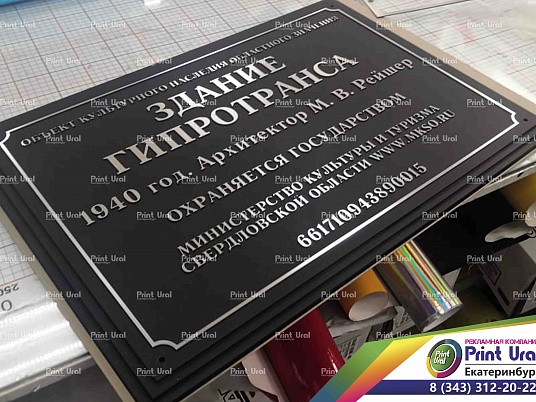 ОБЪЕКТ КУЛЬТУРНОГО НАСЛЕДИЯ ОБЛАСТНОГО ЗНАЧЕНИЯ
ЗДАНИЕ
ГИПРОТРАНСА
1940 год. Архитектор М. В. Рейшер
ОХРАНЯЕТСЯ ГОСУДАРСТВОМ
МИНИСТЕРСТВО КУЛЬТУРЫ И ТУРИЗМА
СВЕРДЛОВСКОЙ ОБЛАСТИ WWW.MKSO.RU
661710943890015
РЕКЛАМНАЯ КОМПАНИЯ
Print Ural
Екатеринбург
8 (343) 312-20-22